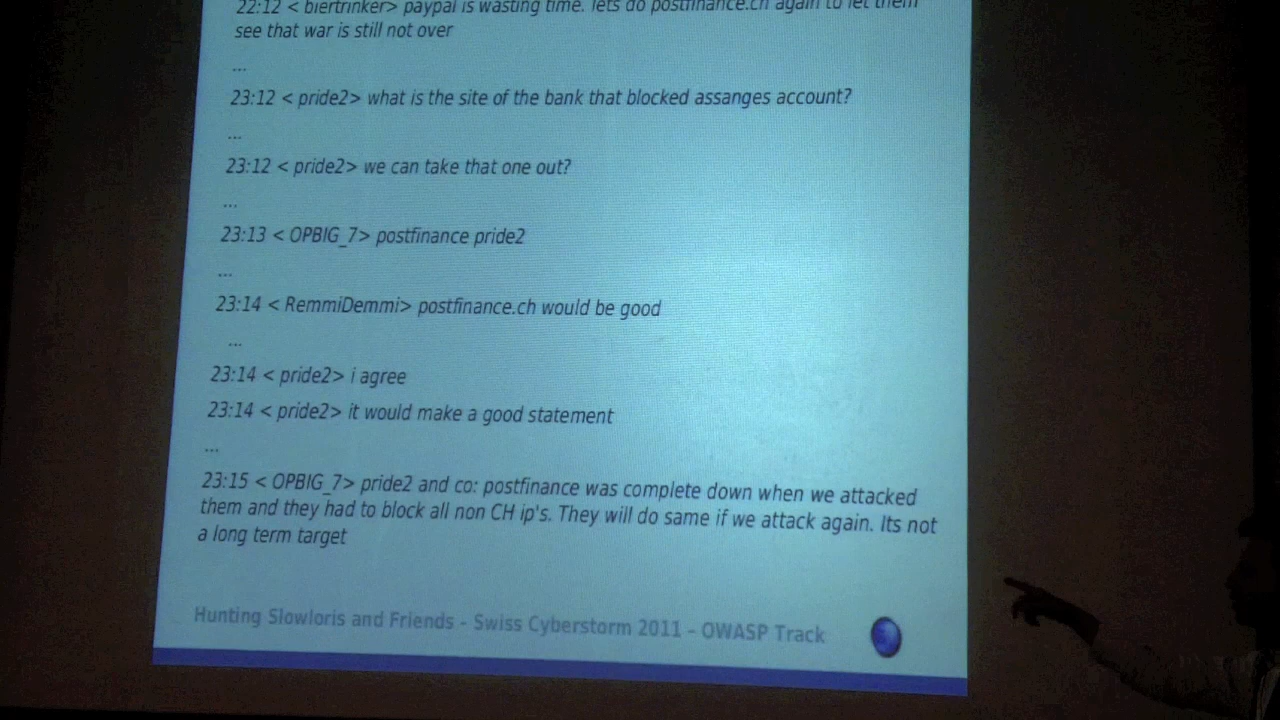 22:12 < biertrinker> paypal is wasting time. lets do postfinance.ch again to let them
see that war is still not over
...
23:12 < pride2> what is the site of the bank that blocked assanges account?
...
23:12 < pride2> we can take that one out?
...
23:13 < OPBIG_7> postfinance pride2
...
23:14 < RemmiDemmi> postfinance.ch would be good
...
23:14 < pride2> i agree
23:14 < pride2> it would make a good statement
...
23:15 < OPBIG_7> pride2 and co: postfinance was complete down when we attacked
them and they had to block all non CH ip's. They will do same if we attack again. Its not
a long term target
Hunting Slowloris and Friends - Swiss Cyberstorm 2011 - OWASP Track